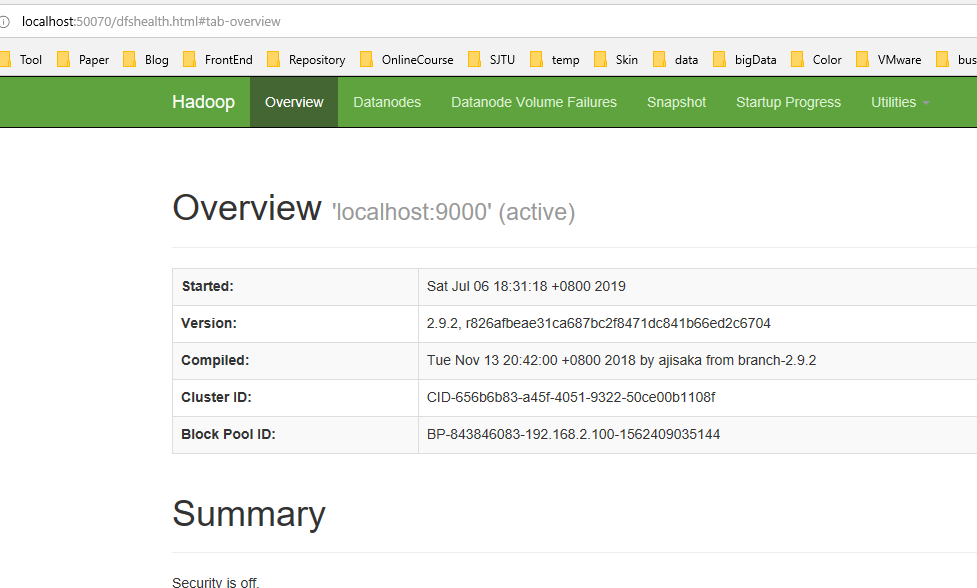 localhost:50070/dfshealth.html#tab-overview
Tool Paper Blog FrontEnd Repository OnlineCourse SJTU temp Skin data bigData Color VMware bus
Hadoop Overview Datanodes Datanode Volume Failures Snapshot Startup Progress Utilities
Overview 'localhost:9000' (active)
Started: Sat Jul 06 18:31:18 +0800 2019
Version: 2.9.2, r826afbeae31ca687bc2f8471dc841b66ed2c6704
Compiled: Tue Nov 13 20:42:00 +0800 2018 by ajisaka from branch-2.9.2
Cluster ID: CID-656b6b83-a45f-4051-9322-50ce00b1108f
Block Pool ID: BP-843846083-192.168.2.100-1562409035144
Summary
Security is off.